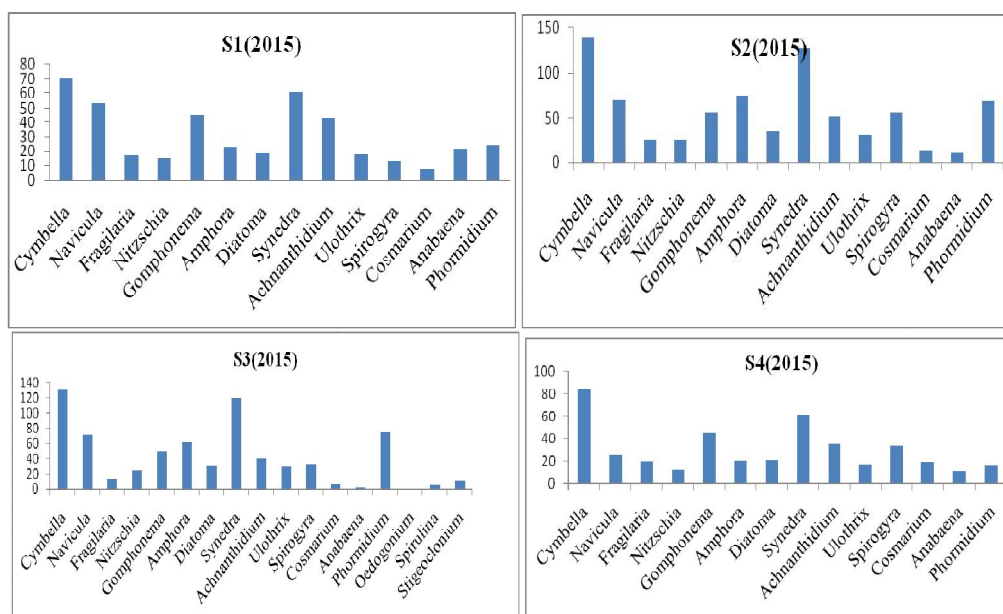 S1(2015)
80
70
60
50
40
30
20
10
0
Cymbella
Navicula
Fragilaria
Nitzschia
Gomphonema
Amphora
Diatoma
Synedra
Achnanthidium
Ulothrix
Spirogyra
Cosmarium
Anabaena
Phormidium
S2(2015)
150
100
50
0
Cymbella
Navicula
Fragilaria
Nitzschia
Gomphonema
Amphora
Diatoma
Synedra
Achnanthidium
Ulothrix
Spirogyra
Cosmarium
Anabaena
Phormidium
S3(2015)
140
120
100
80
60
40
20
0
Cymbella
Navicula
Fragilaria
Nitzschia
Gomphonema
Amphora
Diatoma
Synedra
Achnanthidium
Ulothrix
Spirogyra
Cosmarium
Anabaena
Phormidium
Oedogonium
Spirulina
Stigeoclonium
S4(2015)
100
80
60
40
20
0
Cymbella
Navicula
Fragilaria
Nitzschia
Gomphonema
Amphora
Diatoma
Synedra
Achnanthidium
Ulothrix
Spirogyra
Cosmarium
Anabaena
Phormidium